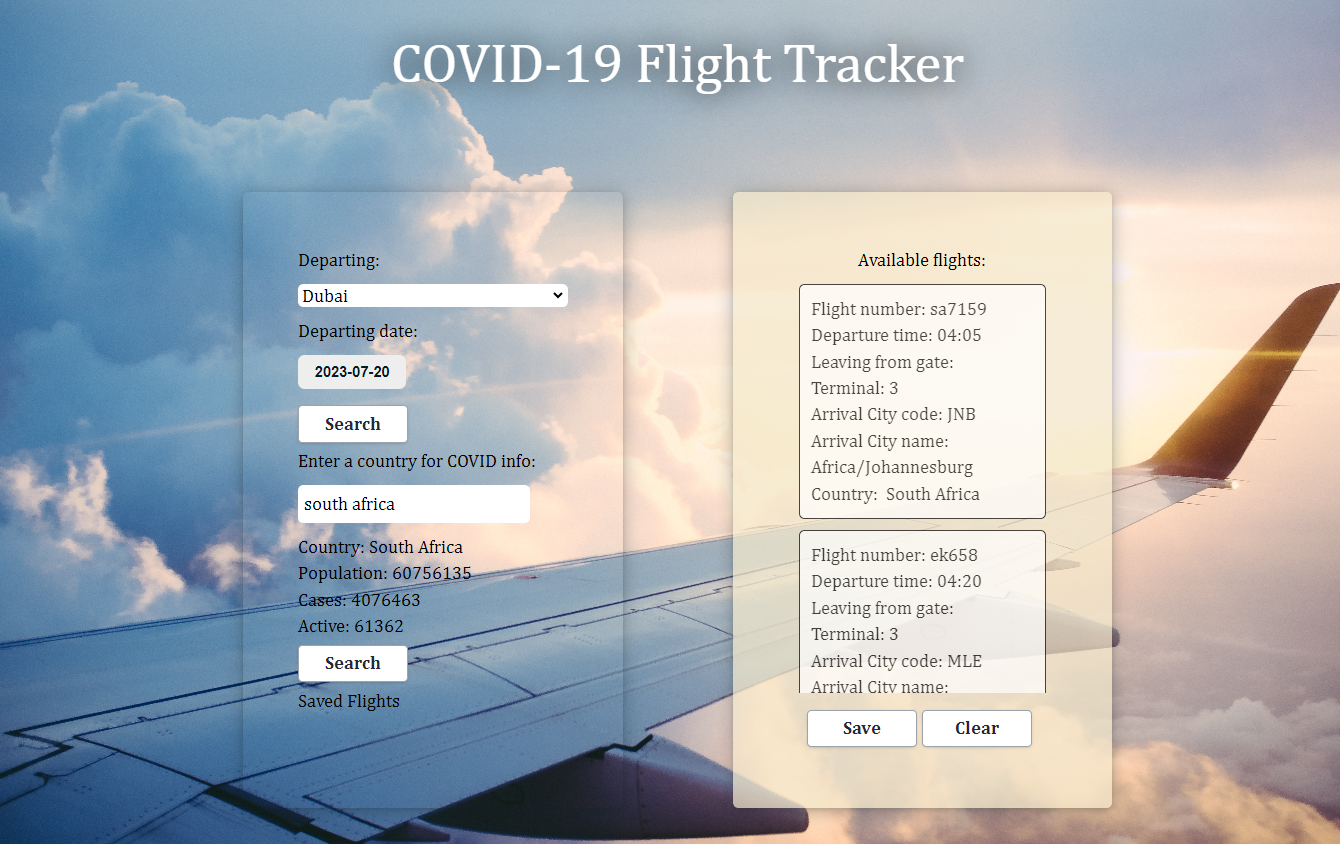 COVID-19 Flight Tracker
Departing:
Dubai
Departing date:
2023-07-20
Search
Enter a country for COVID info:
south africa
Country: South Africa
Population: 60756135
Cases: 4076463
Active: 61362
Search
Saved Flights
Available flights:
Flight number: sa7159
Departure time: 04:05
Leaving from gate:
Terminal: 3
Arrival City code: JNB
Arrival City name:
Africa/Johannesburg
Country: South Africa
Flight number: ek658
Departure time: 04:20
Leaving from gate:
Terminal: 3
Arrival City code: MLE
Arrival City name:
Save
Clear